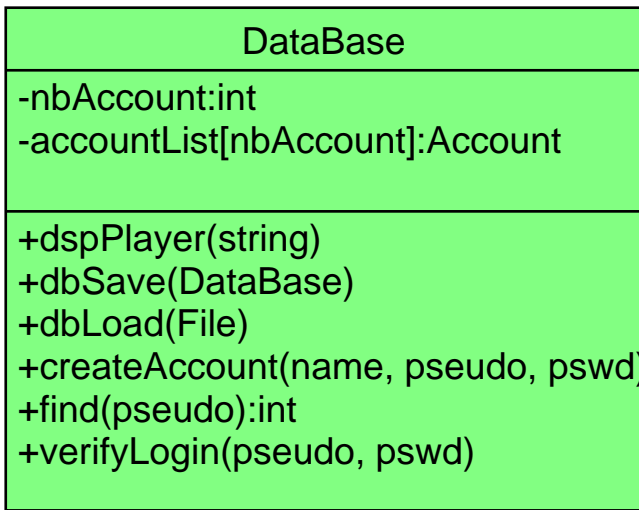 DataBase
-nbAccount:int
-accountList[nbAccount]:Account
+dspPlayer(string)
+dbSave(DataBase)
+dbLoad(File)
+createAccount(name, pseudo, pswd)
+find(pseudo):int
+verifyLogin(pseudo, pswd)